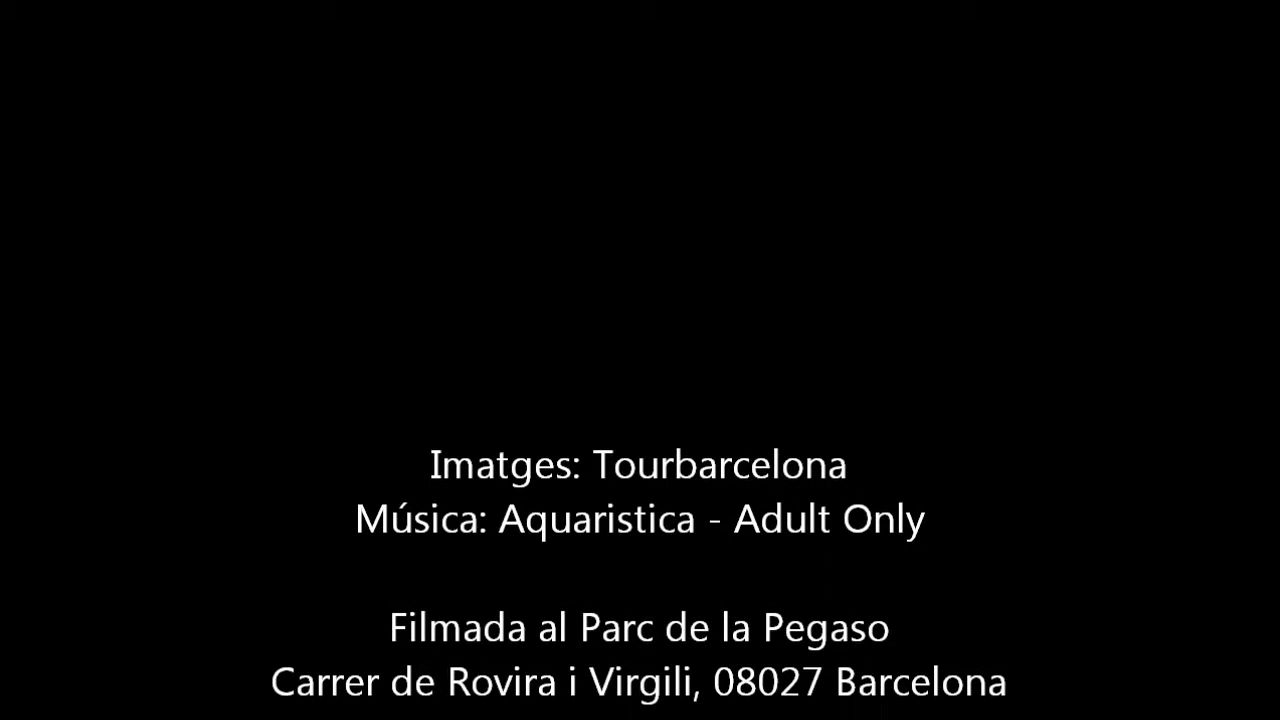 Imatges: Tourbarcelona
Música: Aquaristica - Adult Only
Filmada al Parc de la Pegaso
Carrer de Rovira i Virgili, 08027 Barcelona